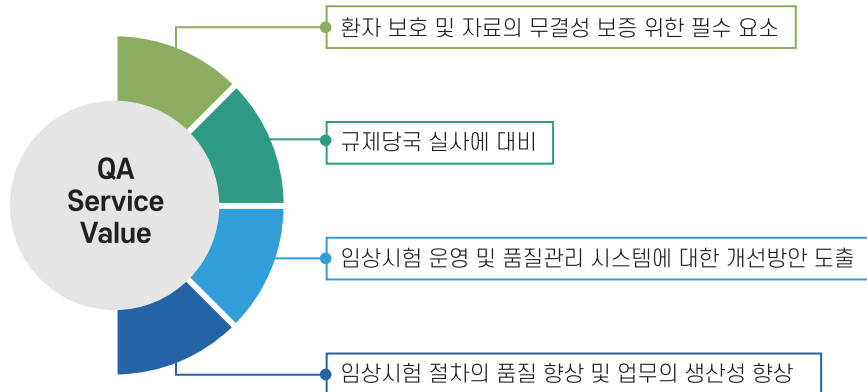 환자 보호 및 자료의 무결성 보증 위한 필수 요소
규제당국 실사에 대비
QA
Service
Value
임상시험 운영 및 품질관리 시스템에 대한 개선방안 도출
임상시험 절차의 품질 향상 및 업무의 생산성 향상